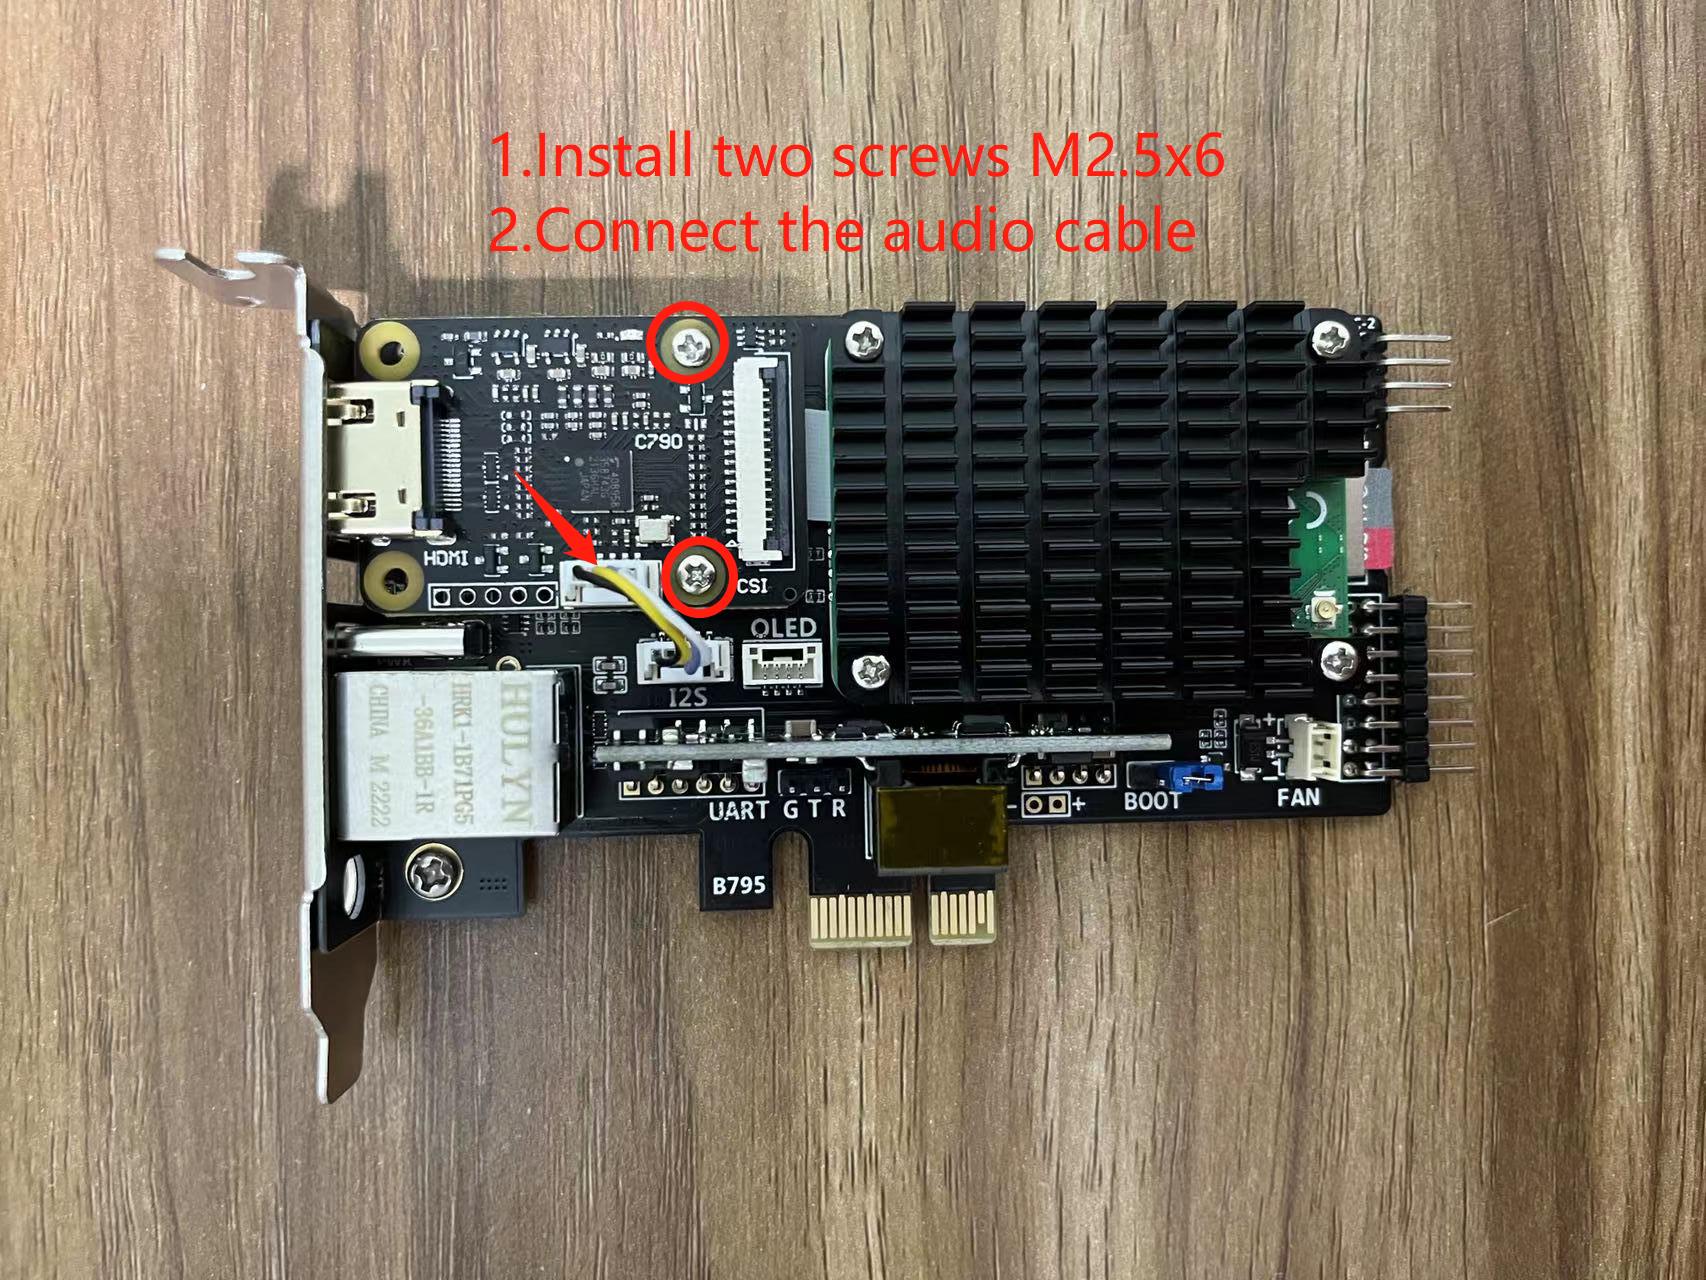 1.Install two screws M2.5x6
2.Connect the audio cable
C790
HDMI
CSI
OLED
I2S
HULYN
HRK1-1B71PG5
-36A1BB-1R
CHINA M 2222
UART G T R
- +
BOOT
+
-
FAN
B795